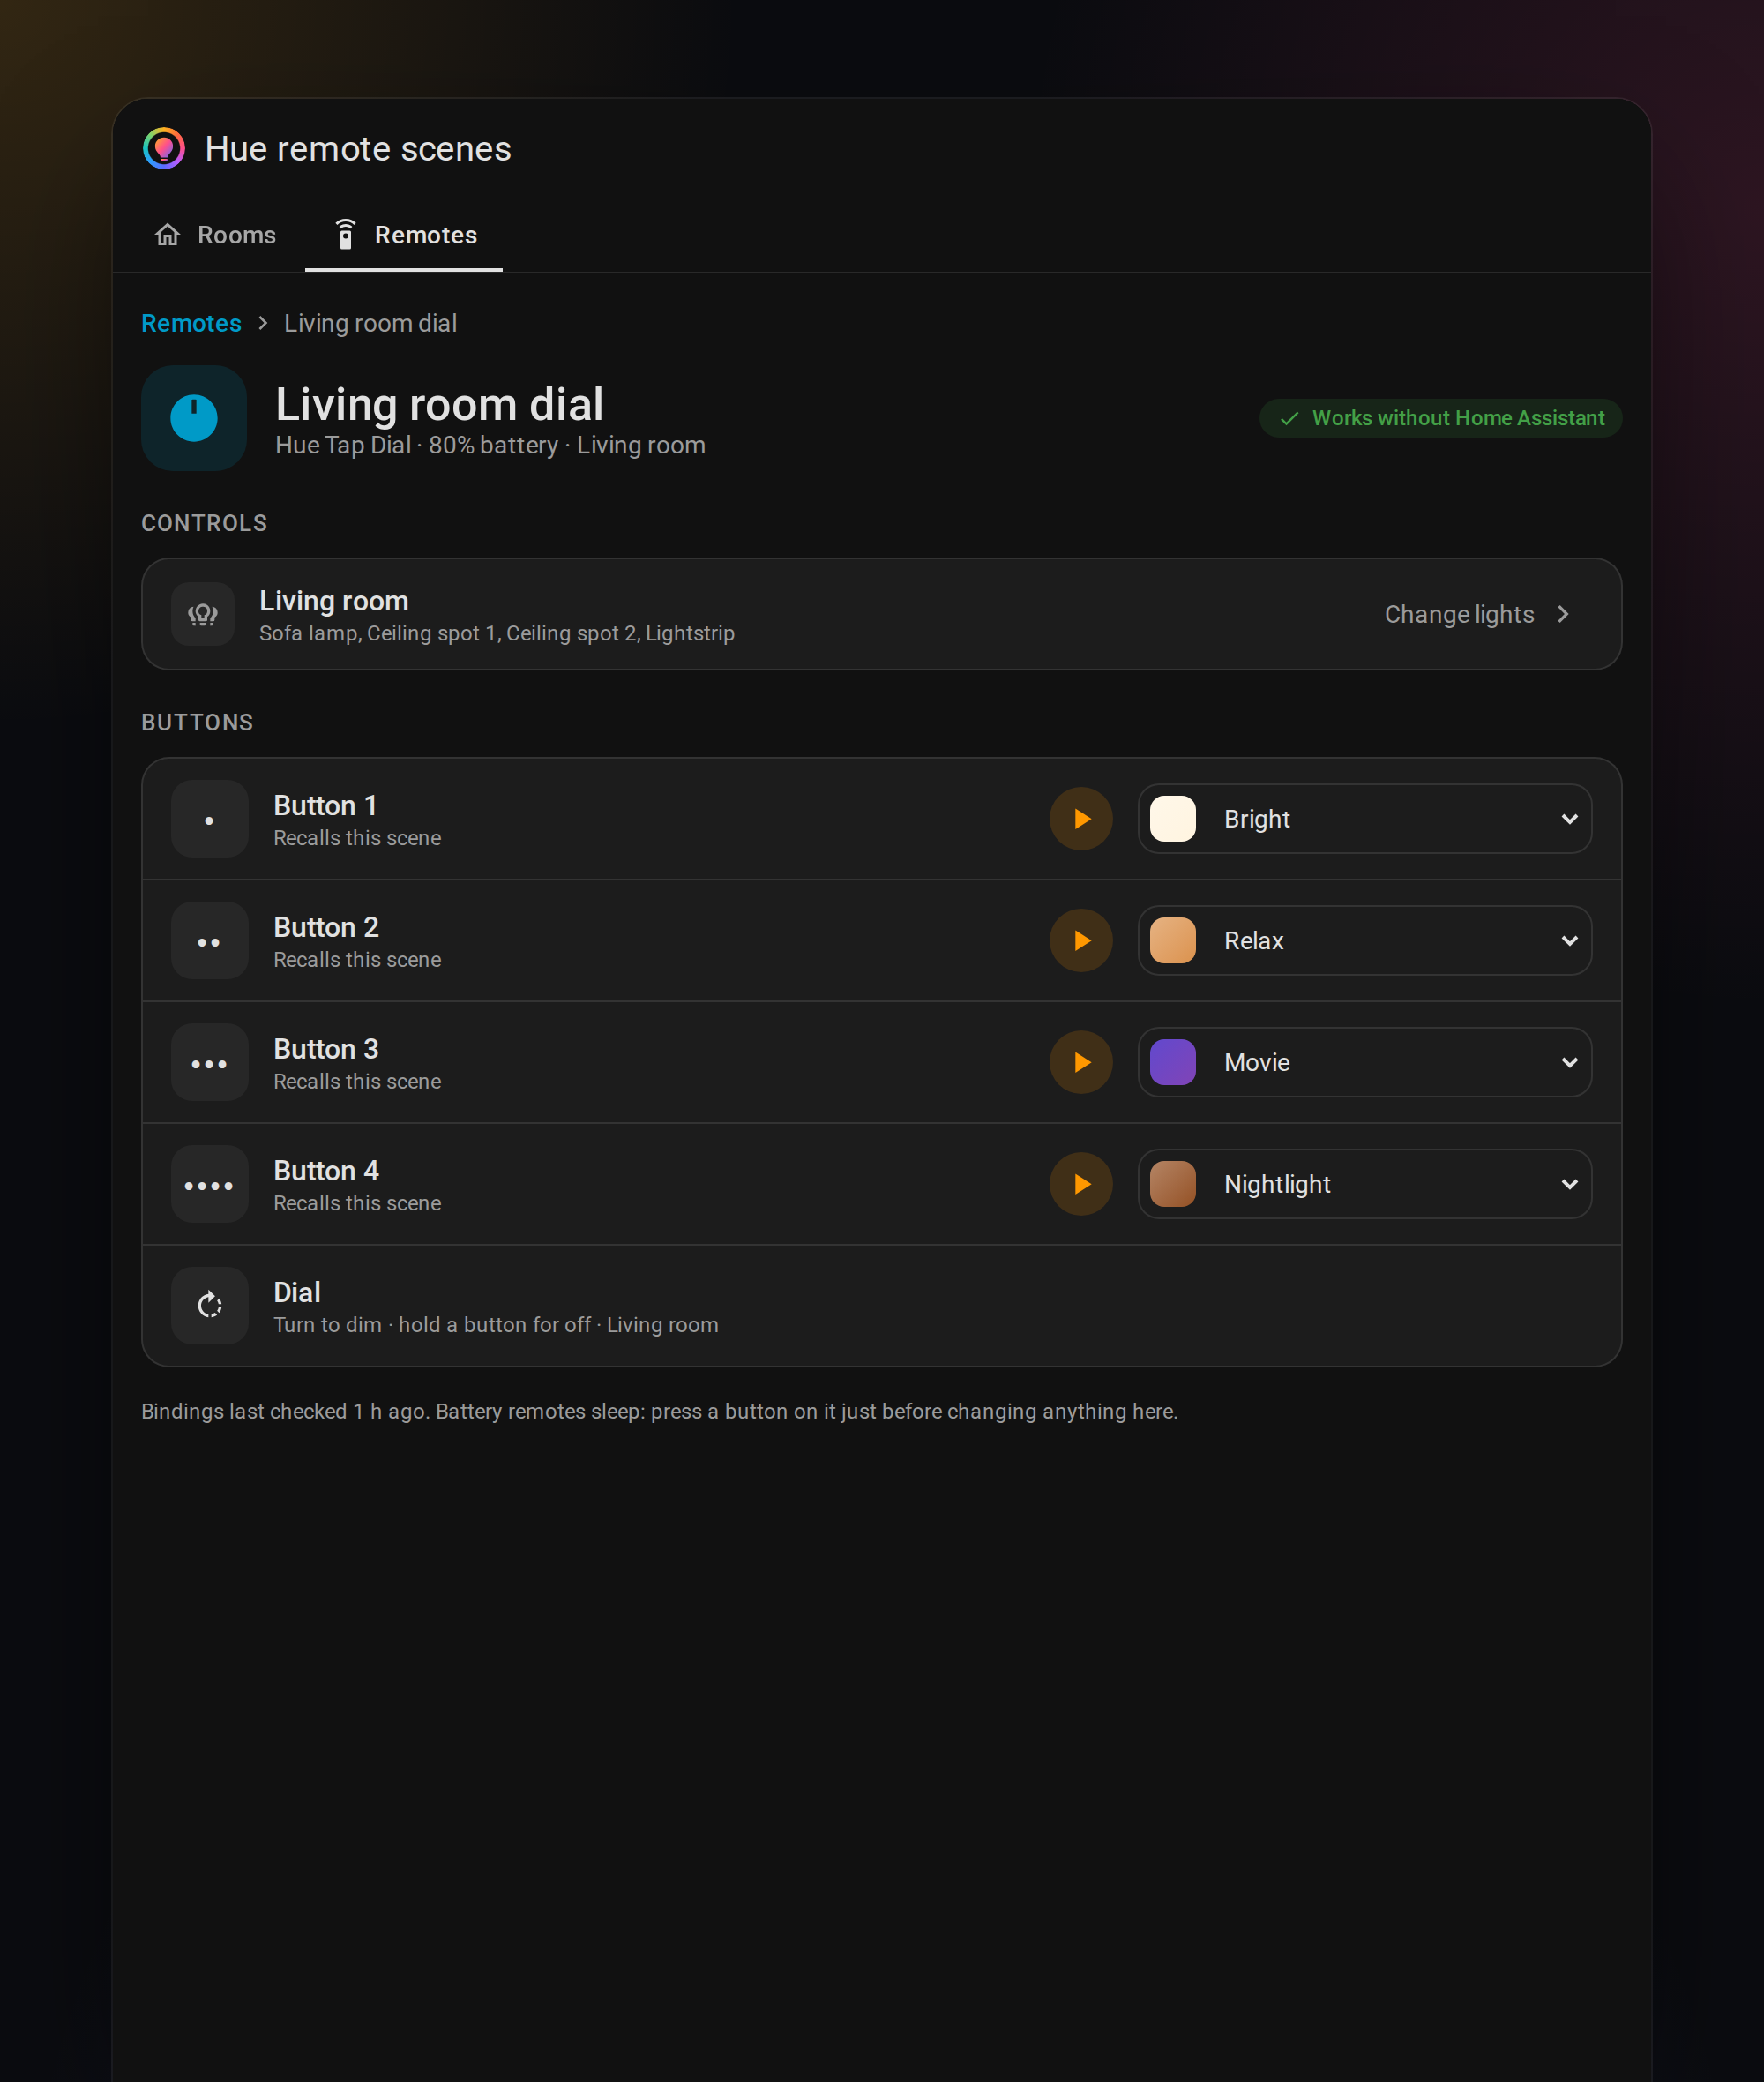 Hue remote scenes
Rooms
Remotes
Remotes > Living room dial
Living room dial
Hue Tap Dial · 80% battery · Living room
Works without Home Assistant
CONTROLS
Living room
Sofa lamp, Ceiling spot 1, Ceiling spot 2, Lightstrip
Change lights
BUTTONS
Button 1
Recalls this scene
Bright
Button 2
Recalls this scene
Relax
Button 3
Recalls this scene
Movie
Button 4
Recalls this scene
Nightlight
Dial
Turn to dim · hold a button for off · Living room
Bindings last checked 1 h ago. Battery remotes sleep: press a button on it just before changing anything here.